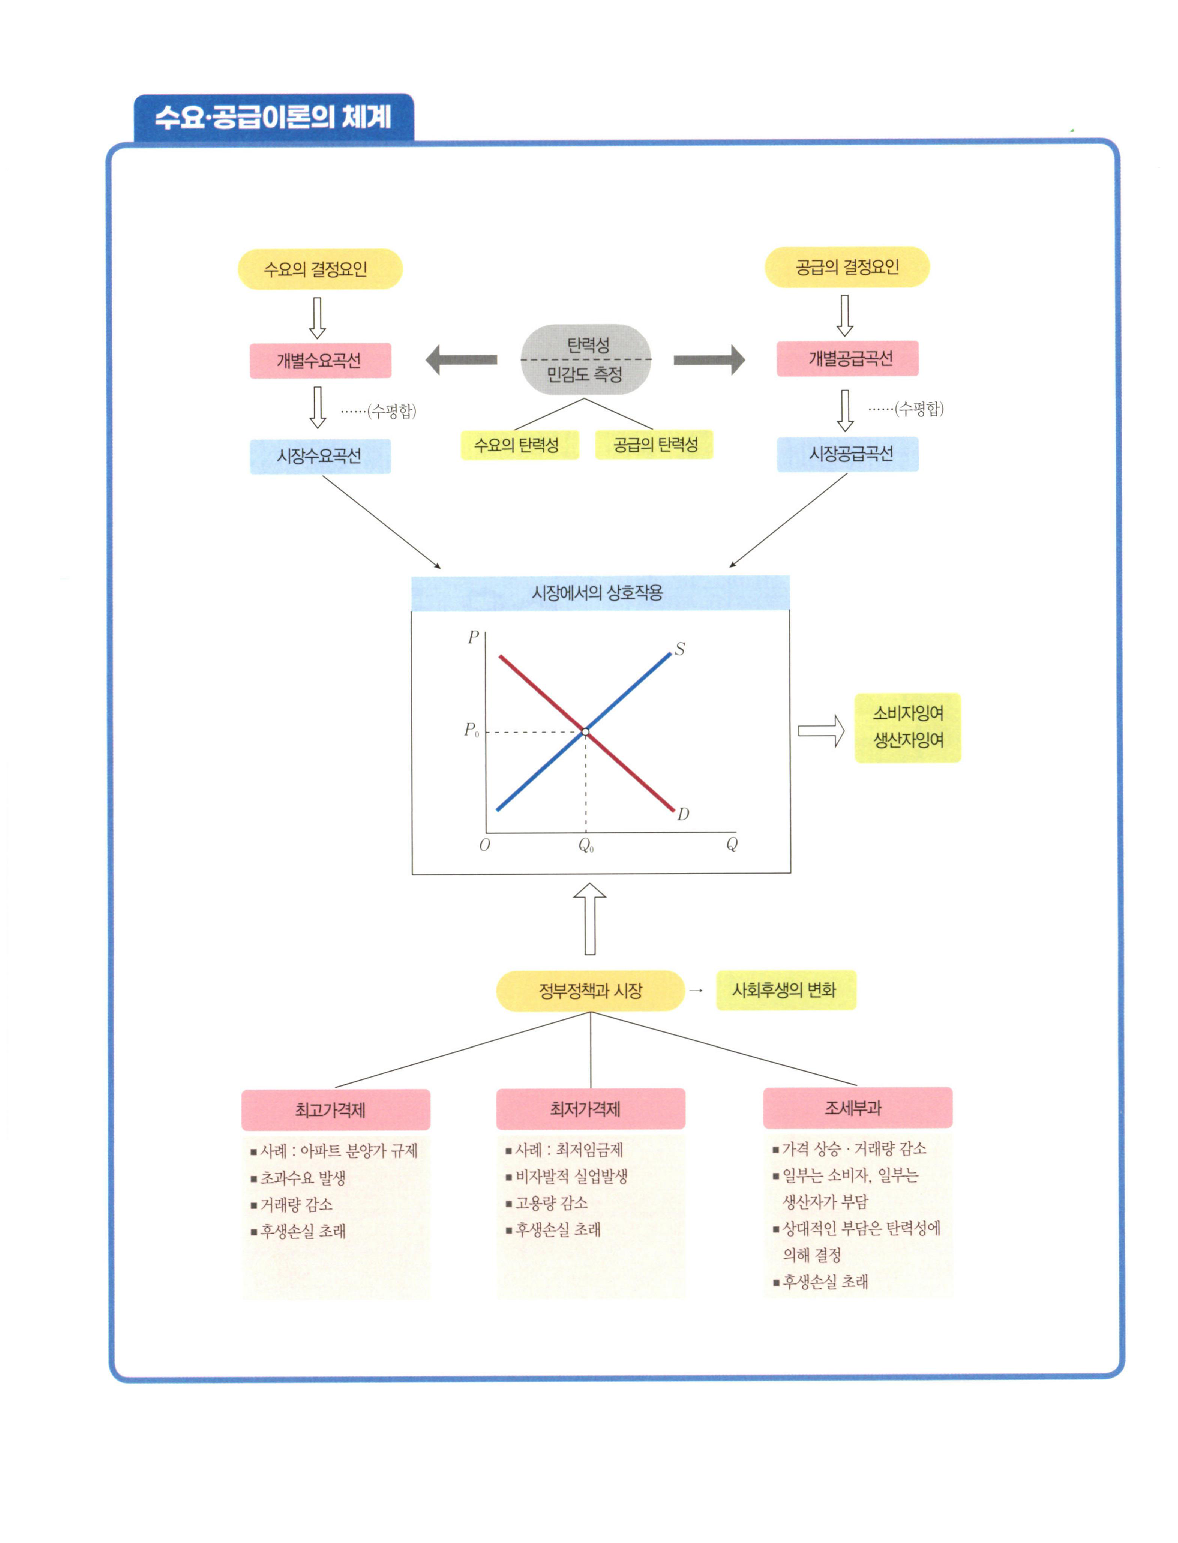 수요·공급이론의 체계
수요의 결정요인
공급의 결정요인
탄력성
민감도 측정
개별수요곡선
개별공급곡선
······(수평합)
······(수평합)
수요의 탄력성
공급의 탄력성
시장수요곡선
시장공급곡선
시장에서의 상호작용
P
S
P₀
D
O
Q₀
Q
소비자잉여
생산자잉여
정부정책과 시장
사회후생의 변화
최고가격제
■ 사례 : 아파트 분양가 규제
■ 초과수요 발생
■ 거래량 감소
■ 후생손실 초래
최저가격제
■ 사례 : 최저임금제
■ 비자발적 실업발생
■ 고용량 감소
■ 후생손실 초래
조세부과
■ 가격 상승 · 거래량 감소
■ 일부는 소비자, 일부는
생산자가 부담
■ 상대적인 부담은 탄력성에
의해 결정
■ 후생손실 초래